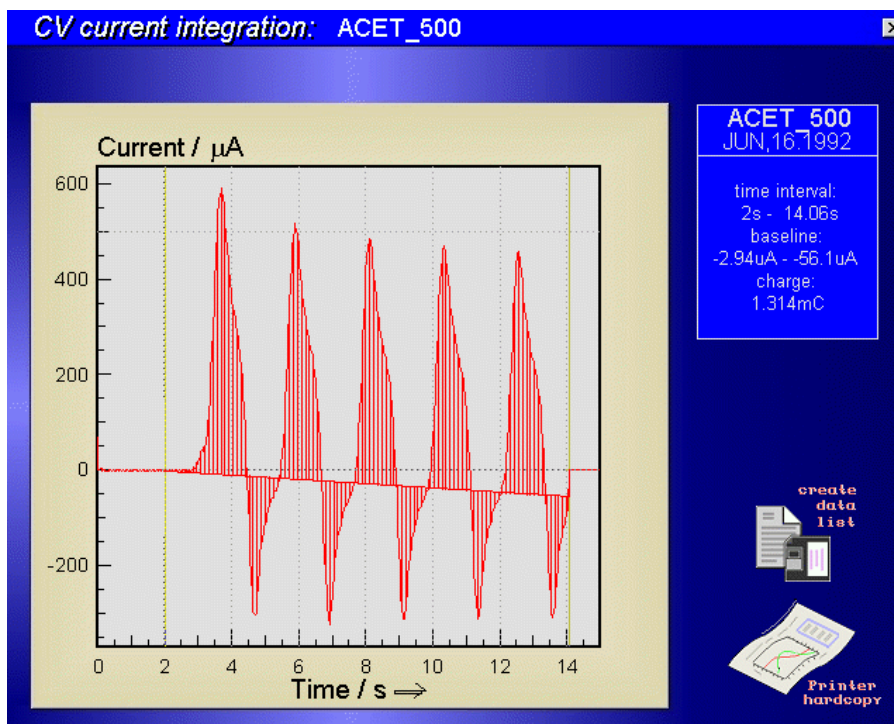 CV current integration: ACET_500
Current / μA
600
400
200
0
-200
0 2 4 6 8 10 12 14
Time / s ⇒
ACET_500
JUN,16.1992
time interval:
2s - 14.06s
baseline:
-2.94uA - -56.1uA
charge:
1.314mC
create
data
list
Printer
hardcopy